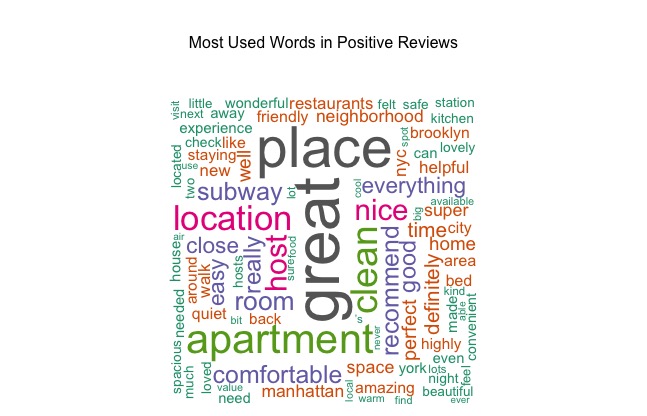 Most Used Words in Positive Reviews
visit
little
wonderful
restaurants
felt
safe
station
next
away
friendly
neighborhood
kitchen
experience
check
like
place
spot
brooklyn
located
staying
well
nyc
can
lovely
use
new
helpful
two
subway
lot
great
cool
everything
available
location
nice
big
super
air
close
really
host
sure
food
clean
recommend
good
time
city
home
house
around
walk
easy
hosts
definitely
area
room
bed
kind
made
able
convenient
needed
quiet
bit
back
's
perfect
apartment
never
highly
even
spacious
much
loved
comfortable
space
york
lots
night
feel
value
need
manhattan
local
amazing
warm
find
beautiful
ever